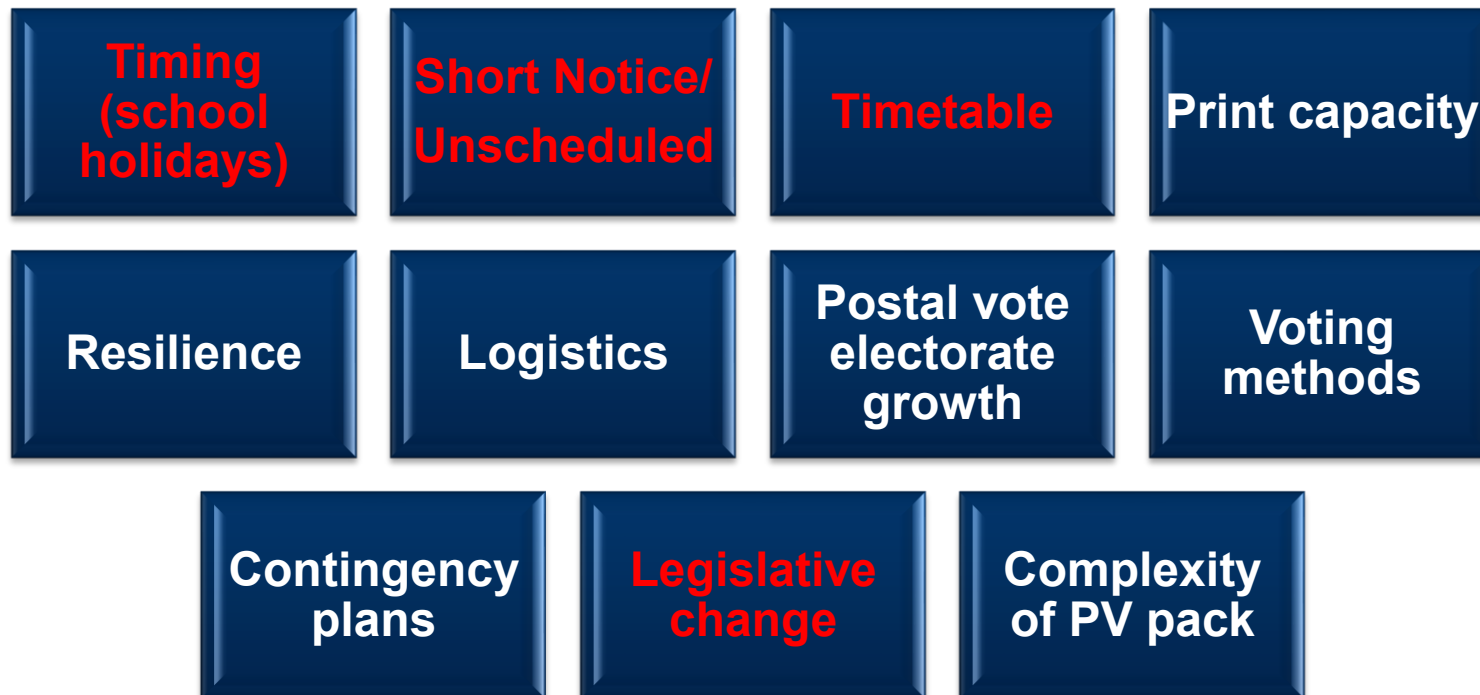 Timing
(school
holidays)
Short Notice/
Unscheduled
Timetable
Print capacity
Resilience
Logistics
Postal vote
electorate
growth
Voting
methods
Contingency
plans
Legislative
change
Complexity
of PV pack